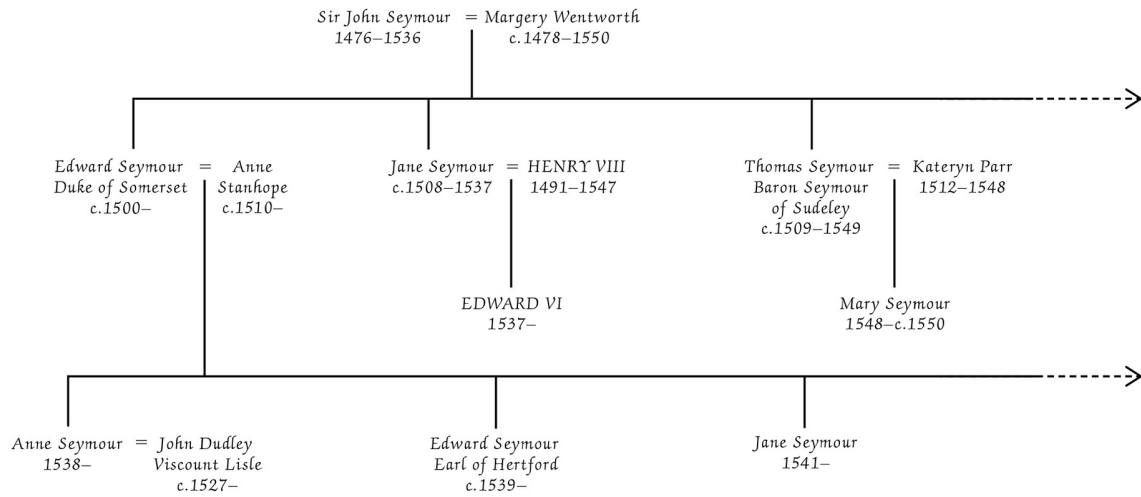 Sir John Seymour = Margery Wentworth
1476–1536 c.1478–1550
Edward Seymour = Anne
Duke of Somerset Stanhope
c.1500– c.1510–
Jane Seymour = HENRY VIII
c.1508–1537 1491–1547
Thomas Seymour = Kateryn Parr
Baron Seymour 1512–1548
of Sudeley
c.1509–1549
EDWARD VI
1537–
Mary Seymour
1548–c.1550
Anne Seymour = John Dudley
1538– Viscount Lisle
c.1527–
Edward Seymour
Earl of Hertford
c.1539–
Jane Seymour
1541–